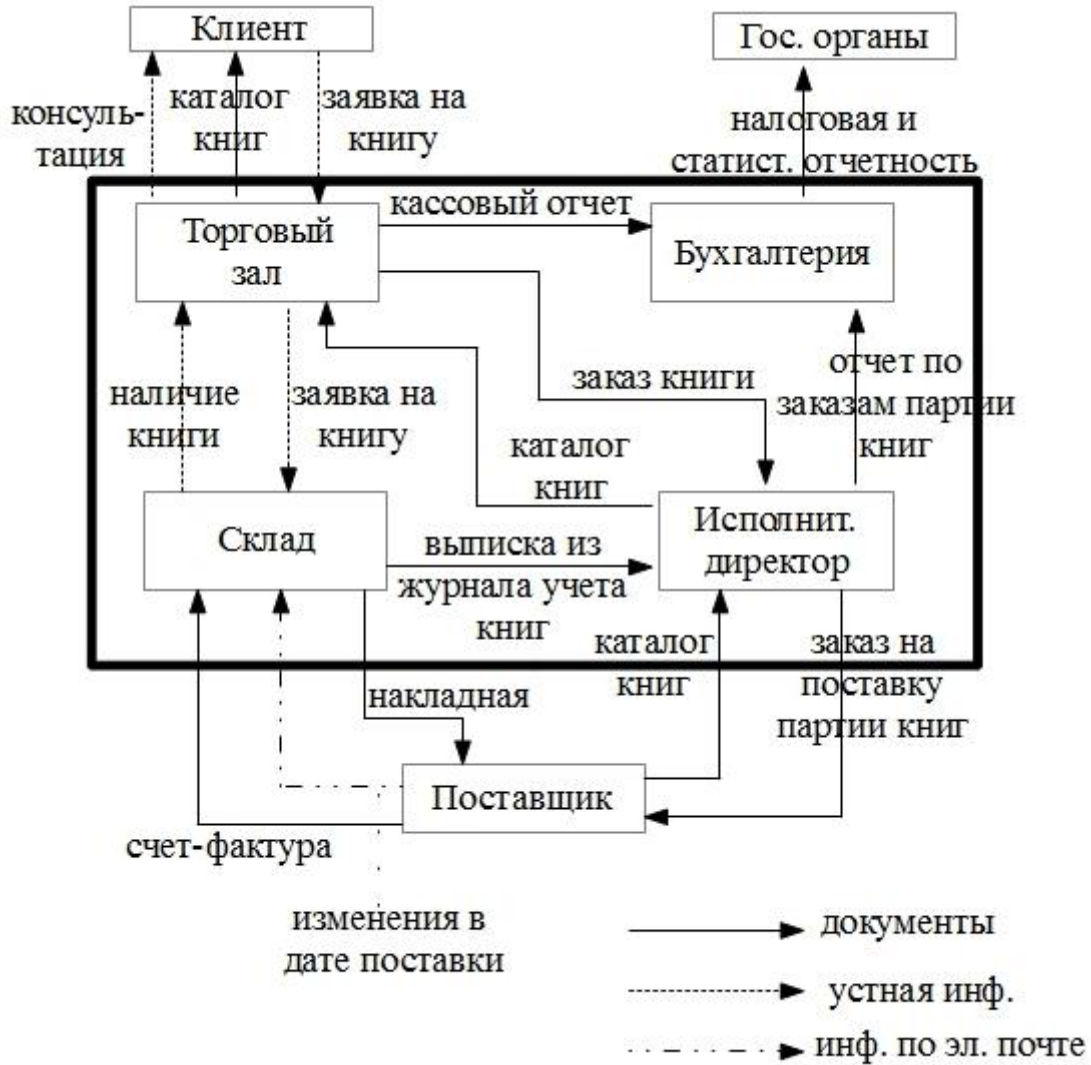 Клиент
Гос. органы
консуль-
тация
каталог
книг
заявка на
книгу
налоговая и
статист. отчетность
Торговый
зал
кассовый отчет
Бухгалтерия
наличие
книги
заявка на
книгу
заказ книги
отчет по
заказам партии
книг
каталог
книг
Склад
выписка из
журнала учета
книг
Исполнит.
директор
каталог
книг
заказ на
поставку
партии книг
накладная
Поставщик
счет-фактура
изменения в
дате поставки
документы
устная инф.
инф. по эл. почте